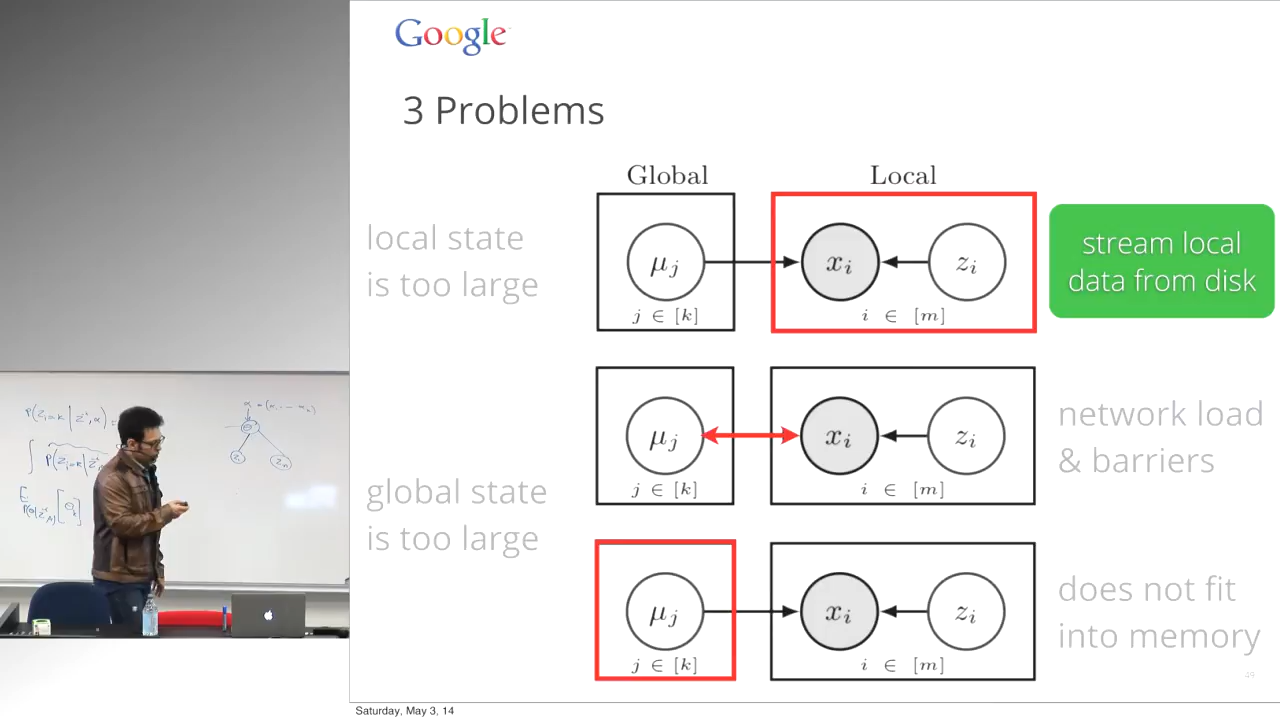 Google
3 Problems
Global
Local
local state
is too large
μj
xi
zi
j ∈ [k]
i ∈ [m]
stream local
data from disk
μj
xi
zi
j ∈ [k]
i ∈ [m]
network load
& barriers
global state
is too large
μj
xi
zi
j ∈ [k]
i ∈ [m]
does not fit
into memory
49
Saturday, May 3, 14